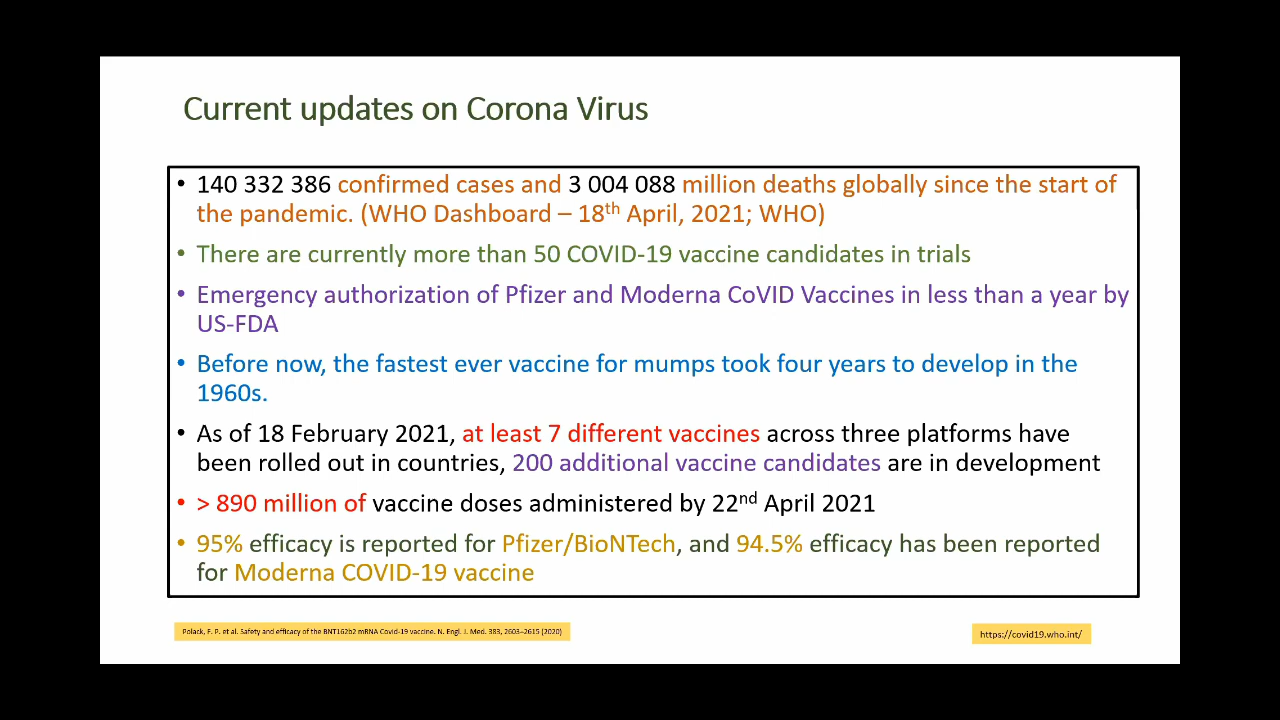 Current updates on Corona Virus
• 140 332 386 confirmed cases and 3 004 088 million deaths globally since the start of
the pandemic. (WHO Dashboard – 18th April, 2021; WHO)
• There are currently more than 50 COVID-19 vaccine candidates in trials
• Emergency authorization of Pfizer and Moderna CoVID Vaccines in less than a year by
US-FDA
• Before now, the fastest ever vaccine for mumps took four years to develop in the
1960s.
• As of 18 February 2021, at least 7 different vaccines across three platforms have
been rolled out in countries, 200 additional vaccine candidates are in development
• > 890 million of vaccine doses administered by 22nd April 2021
• 95% efficacy is reported for Pfizer/BioNTech, and 94.5% efficacy has been reported
for Moderna COVID-19 vaccine
Polack, F. P. et al. Safety and efficacy of the BNT162b2 mRNA Covid-19 vaccine. N. Engl. J. Med. 383, 2603–2615 (2020)
https://covid19.who.int/